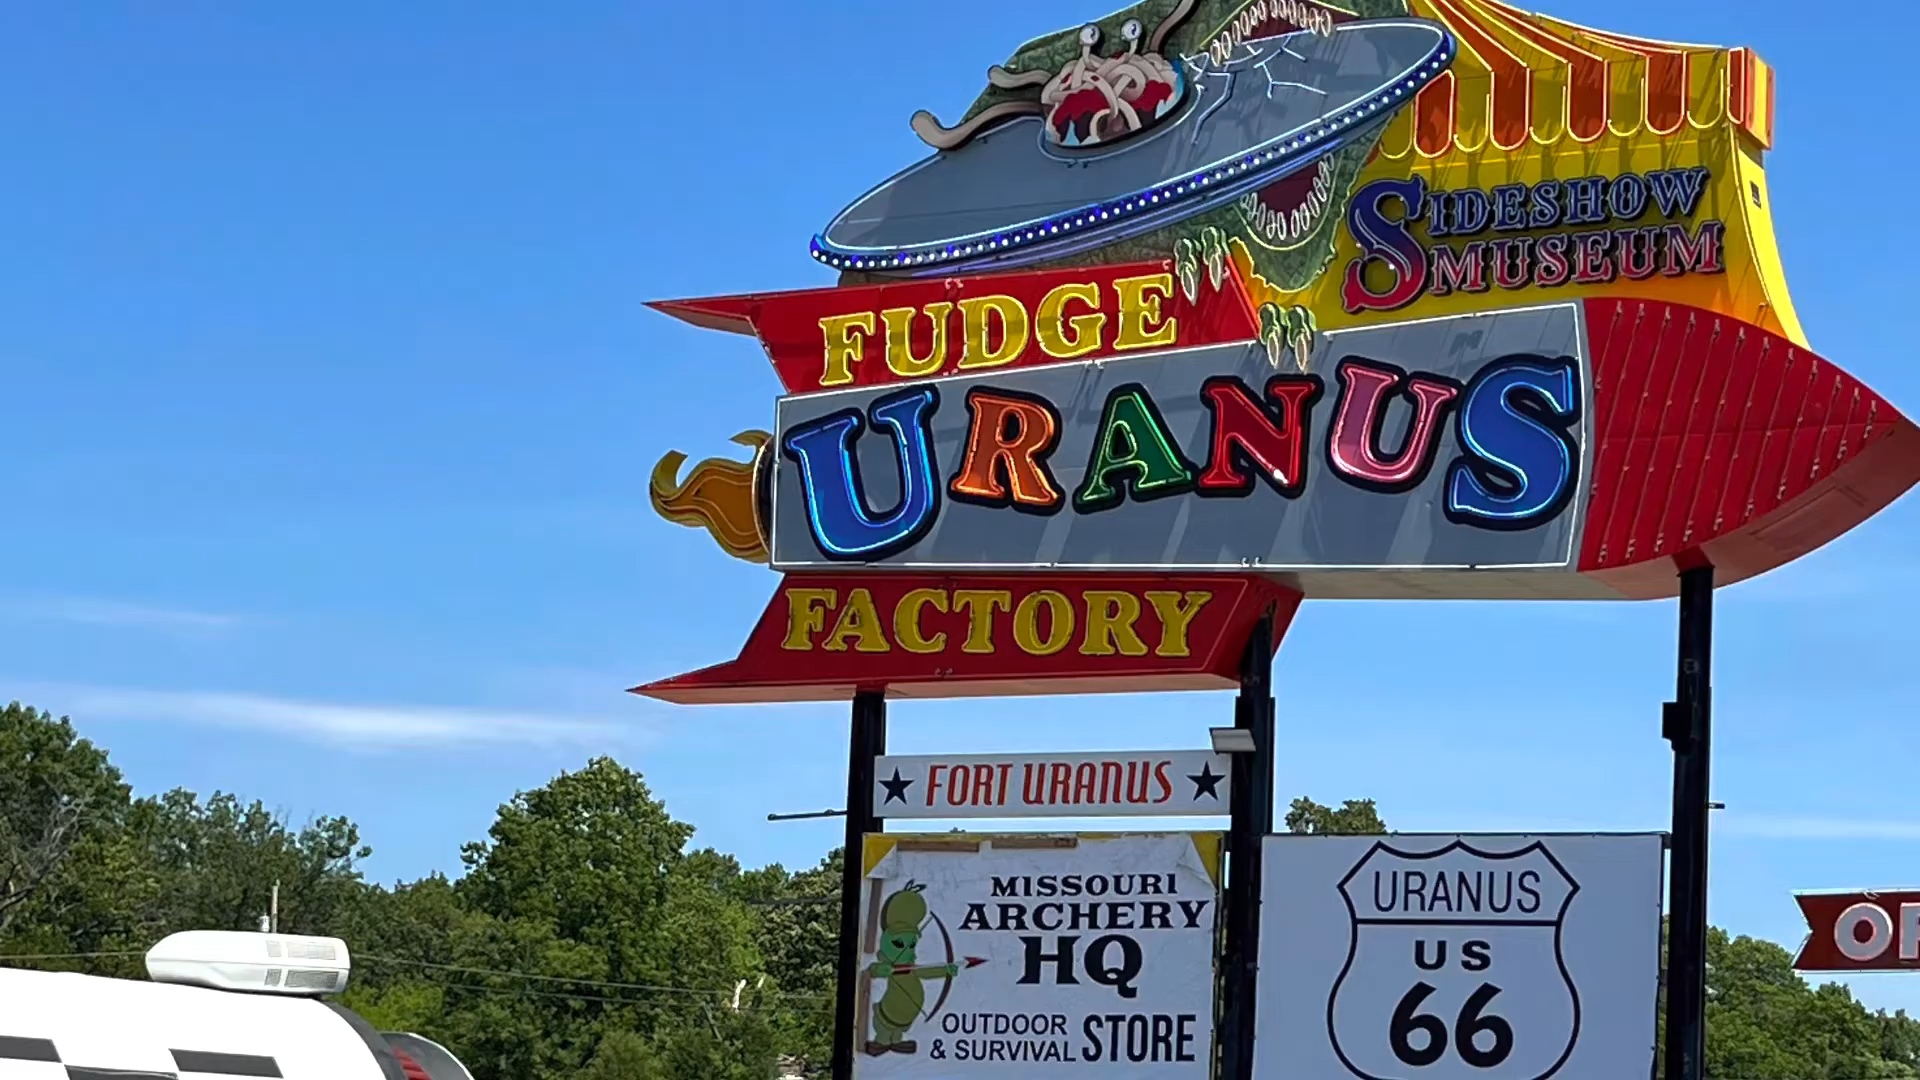 SIDESHOW
MUSEUM
FUDGE
URANUS
FACTORY
FORT URANUS
MISSOURI
ARCHERY
HQ
OUTDOOR
& SURVIVAL STORE
URANUS
US
66